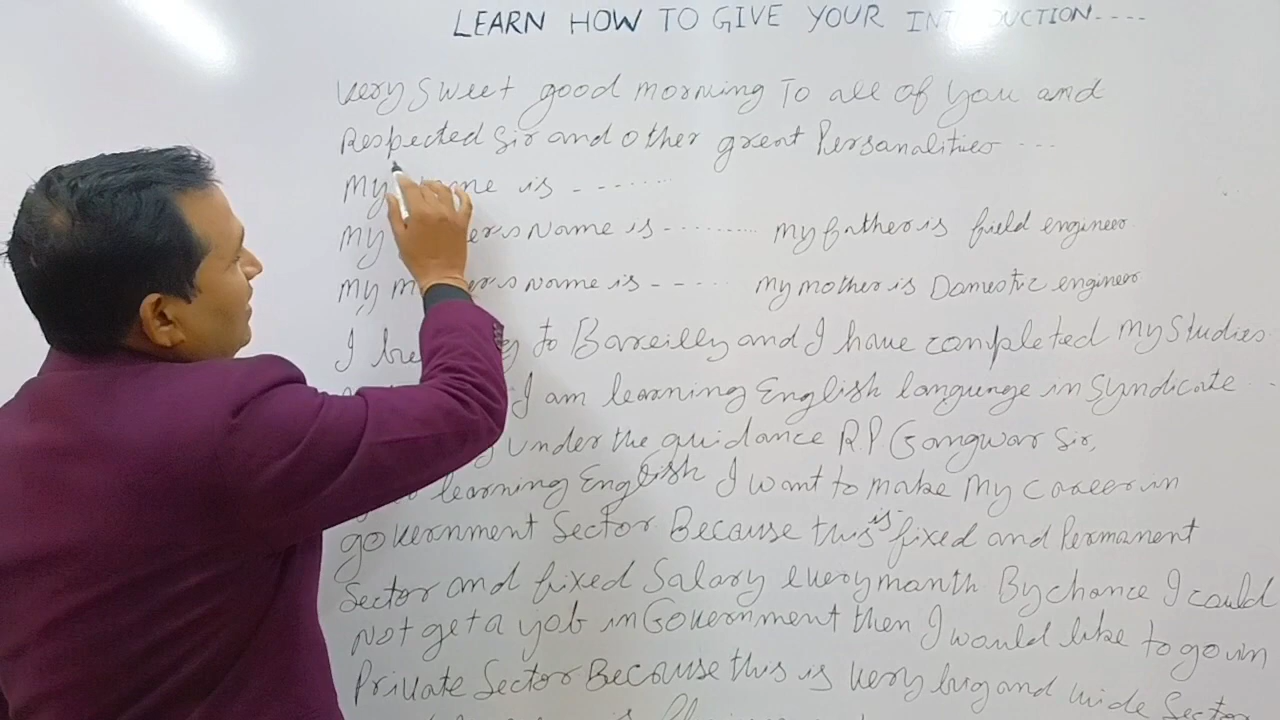 LEARN HOW TO GIVE YOUR INTRODUCTION----
Very Sweet good morning To all of you and
Respected Sir and other great Personalities ---
My name is - - - - - - -
My Name is - - - - - - - - - My father is field engineer
My Name is - - - - - My mother is Domestic engineer
I to Bareilly and I have completed My Studies
I am learning English language in Syndicate - -
under the guidance R.P Gangwar Sir,
learning English I want to make My career in
government Sector Because this is fixed and Permanent
Sector and fixed Salary every month By chance I could
Not get a job in Government then I would like to go in
Private Sector Because this is very big and wide Sector